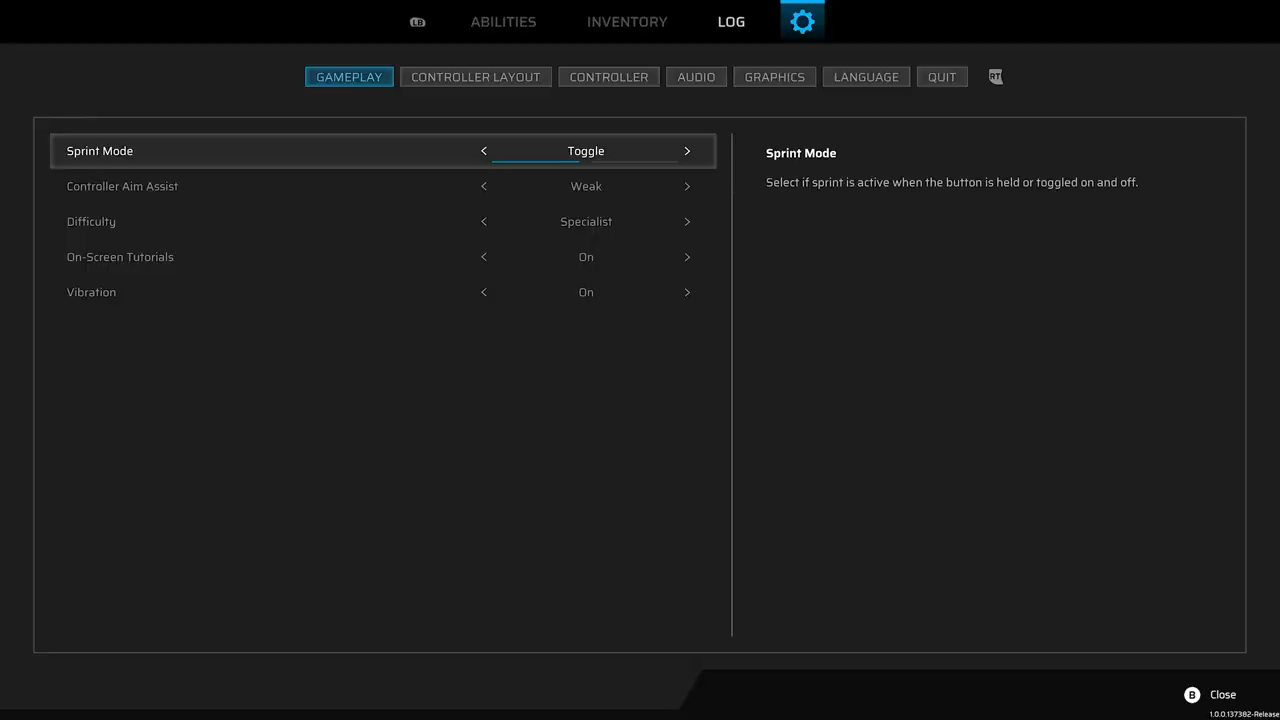 LB ABILITIES INVENTORY LOG
GAMEPLAY CONTROLLER LAYOUT CONTROLLER AUDIO GRAPHICS LANGUAGE QUIT RT
Sprint Mode < Toggle >
Controller Aim Assist < Weak >
Difficulty < Specialist >
On-Screen Tutorials < On >
Vibration < On >
Sprint Mode
Select if sprint is active when the button is held or toggled on and off.
B Close
1.0.0.137382-Release